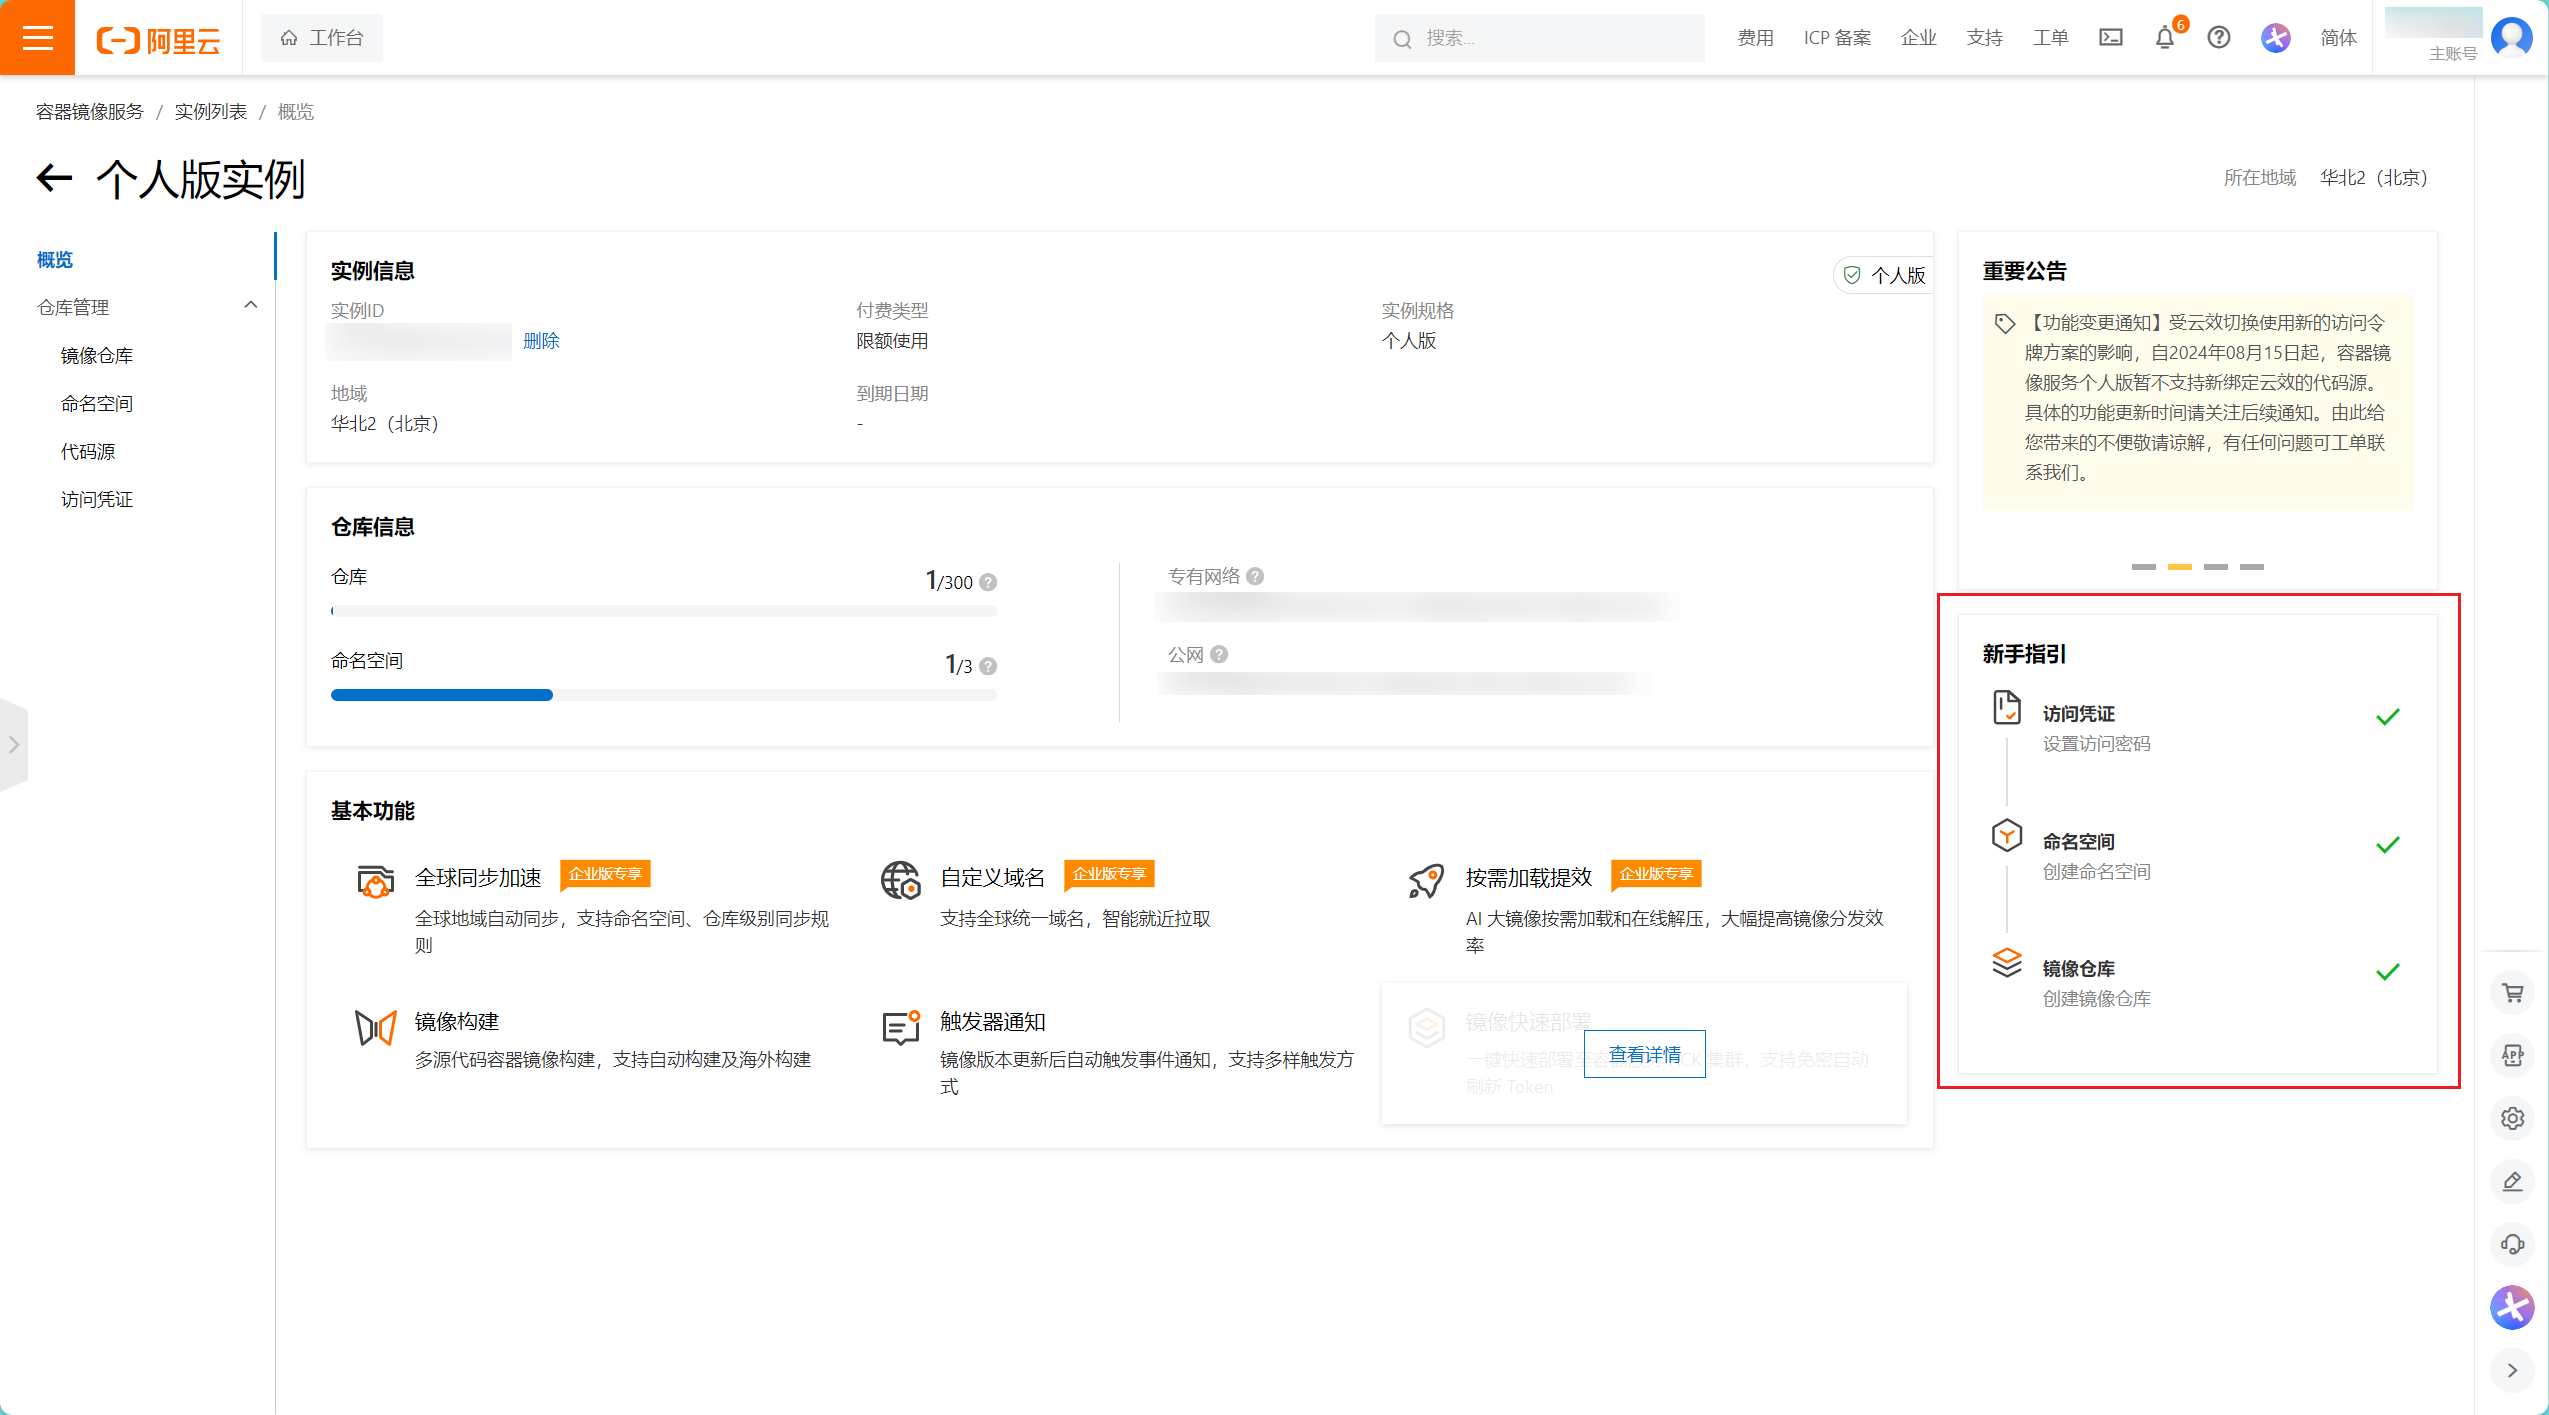 阿里云
工作台
搜索...
费用
ICP 备案
企业
支持
工单
6
简体
主账号
容器镜像服务 / 实例列表 / 概览
个人版实例
所在地域 华北2（北京）
概览
仓库管理
镜像仓库
命名空间
代码源
访问凭证
实例信息
个人版
实例ID
删除
付费类型
限额使用
实例规格
个人版
地域
华北2（北京）
到期日期
-
仓库信息
仓库
1/300
命名空间
1/3
专有网络
公网
基本功能
全球同步加速 企业版专享
全球地域自动同步，支持命名空间、仓库级别同步规
则
自定义域名 企业版专享
支持全球统一域名，智能就近拉取
按需加载提效 企业版专享
AI 大镜像按需加载和在线解压，大幅提高镜像分发效
率
镜像构建
多源代码容器镜像构建，支持自动构建及海外构建
触发器通知
镜像版本更新后自动触发事件通知，支持多样触发方
式
镜像快速部署
查看详情
一键快速部署至容 CK 集群，支持免密自动
刷新 Token
重要公告
【功能变更通知】受云效切换使用新的访问令
牌方案的影响，自2024年08月15日起，容器镜
像服务个人版暂不支持新绑定云效的代码源。
具体的功能更新时间请关注后续通知。由此给
您带来的不便敬请谅解，有任何问题可工单联
系我们。
新手指引
访问凭证
设置访问密码
命名空间
创建命名空间
镜像仓库
创建镜像仓库
APP